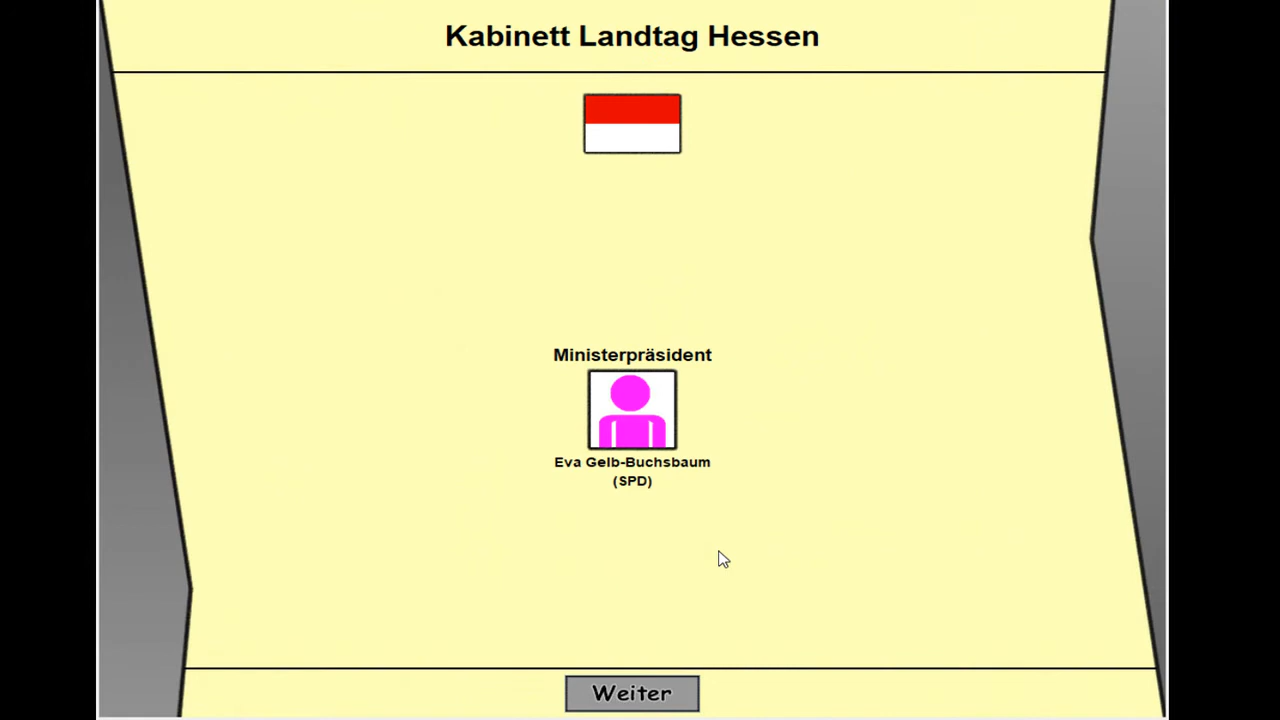 Kabinett Landtag Hessen
Ministerpräsident
Eva Gelb-Buchsbaum
(SPD)
Weiter